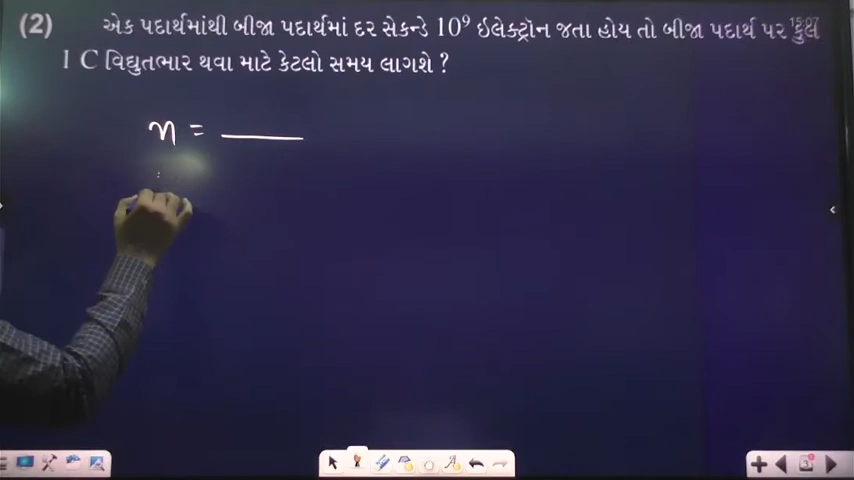 (2) એક પદાર્થમાંથી બીજા પદાર્થમાં દર સેકન્ડે 10⁹ ઇલેક્ટ્રૉન જતા હોય તો બીજા પદાર્થ પર કુલ
1 C વિદ્યુતભાર થવા માટે કેટલો સમય લાગશે ?
n = ______